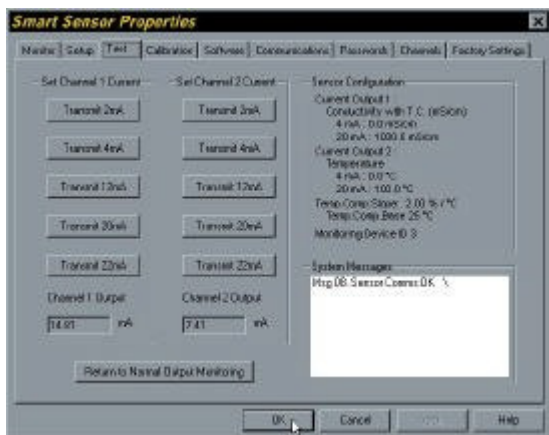 Smart Sensor Properties
Monitor Setup Test Calibration Software Communications Passwords Channels Factory Settings
Set Channel 1 Current
Transmit 2mA
Transmit 4mA
Transmit 12mA
Transmit 20mA
Transmit 22mA
Channel 1 Output
14.91 mA
Set Channel 2 Current
Transmit 2mA
Transmit 4mA
Transmit 12mA
Transmit 20mA
Transmit 22mA
Channel 2 Output
7.41 mA
Return to Normal Output Monitoring
Sensor Configuration
Current Output 1
Conductivity with T.C. (mS/cm)
4 mA : 0.0 mS/cm
20 mA : 1000.0 mS/cm
Current Output 2
Temperature
4 mA : 0.0 °C
20 mA : 100.0 °C
Temp.Comp.Slope: 2.00 % / °C
Temp.Comp.Base 25 °C
Monitoring Device ID 3
System Messages
Msg 08. Sensor Comms OK \
OK Cancel Help